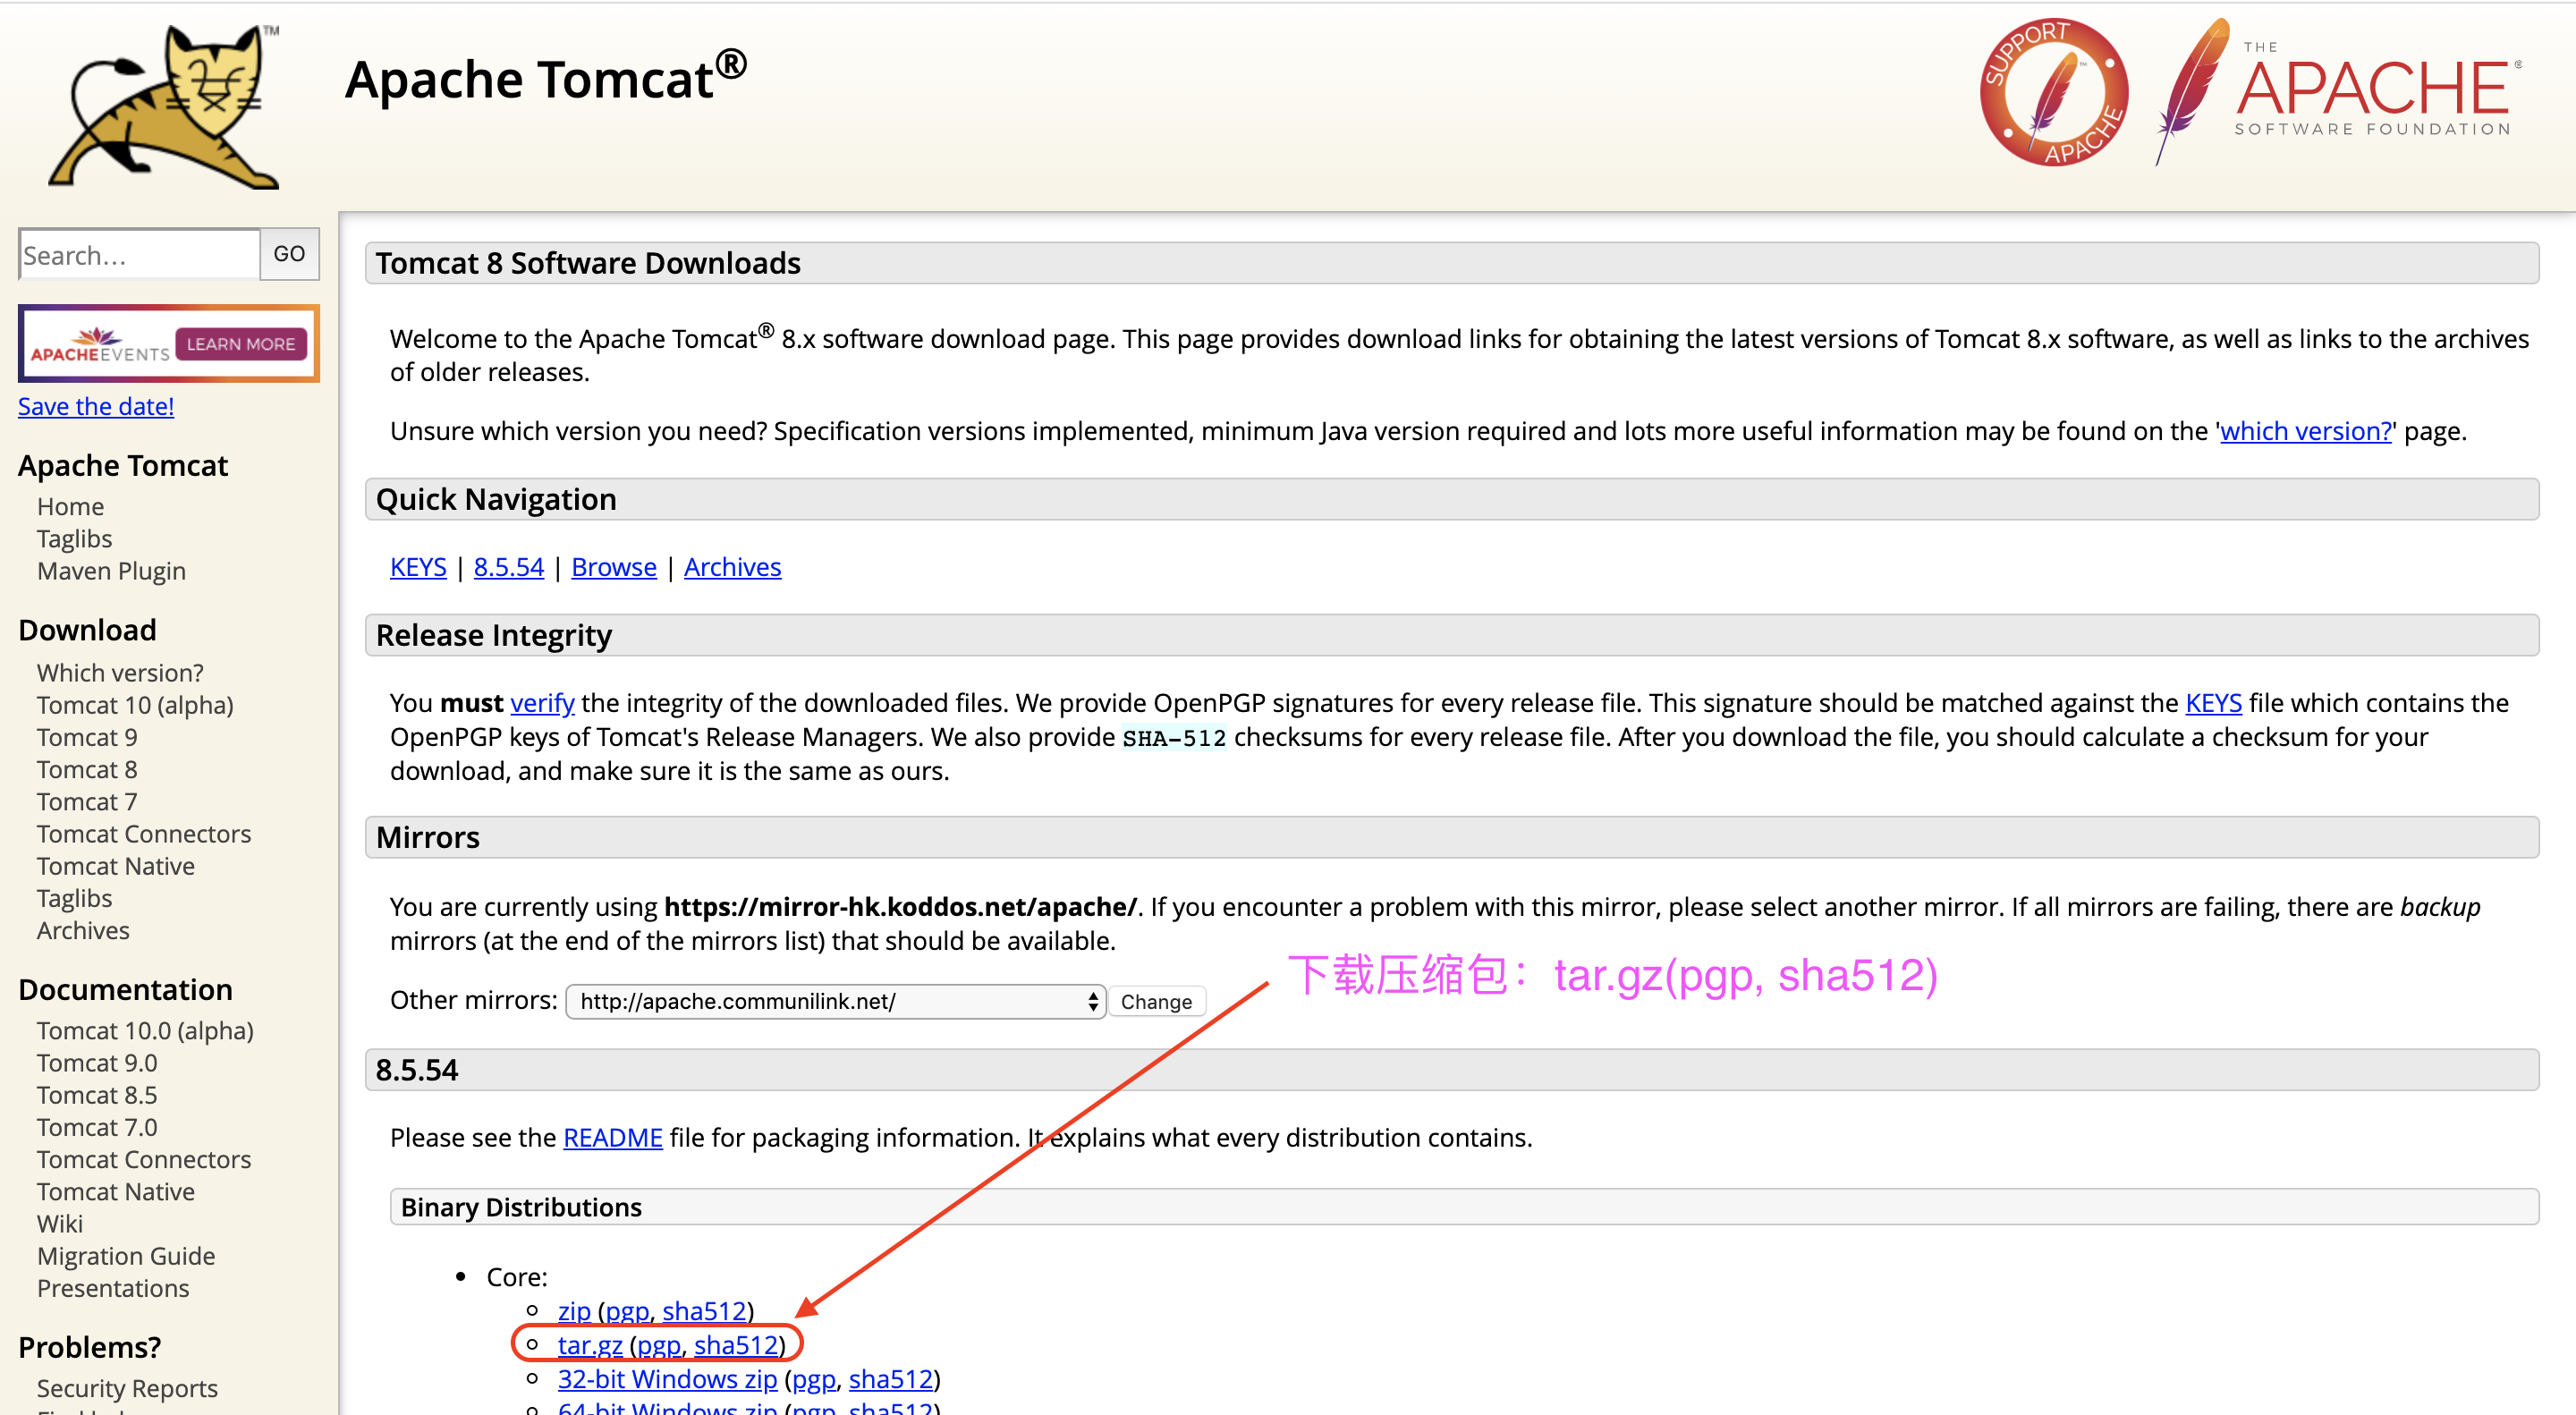 TM
Apache Tomcat®
SUPPORT APACHE
THE
APACHE
SOFTWARE FOUNDATION
Search...
GO
APACHEEVENTS LEARN MORE
Save the date!
Apache Tomcat
Home
Taglibs
Maven Plugin
Download
Which version?
Tomcat 10 (alpha)
Tomcat 9
Tomcat 8
Tomcat 7
Tomcat Connectors
Tomcat Native
Taglibs
Archives
Documentation
Tomcat 10.0 (alpha)
Tomcat 9.0
Tomcat 8.5
Tomcat 7.0
Tomcat Connectors
Tomcat Native
Wiki
Migration Guide
Presentations
Problems?
Security Reports
Tomcat 8 Software Downloads
Welcome to the Apache Tomcat® 8.x software download page. This page provides download links for obtaining the latest versions of Tomcat 8.x software, as well as links to the archives
of older releases.
Unsure which version you need? Specification versions implemented, minimum Java version required and lots more useful information may be found on the 'which version?' page.
Quick Navigation
KEYS | 8.5.54 | Browse | Archives
Release Integrity
You must verify the integrity of the downloaded files. We provide OpenPGP signatures for every release file. This signature should be matched against the KEYS file which contains the
OpenPGP keys of Tomcat's Release Managers. We also provide SHA-512 checksums for every release file. After you download the file, you should calculate a checksum for your
download, and make sure it is the same as ours.
Mirrors
You are currently using https://mirror-hk.koddos.net/apache/. If you encounter a problem with this mirror, please select another mirror. If all mirrors are failing, there are backup
mirrors (at the end of the mirrors list) that should be available.
下载压缩包：tar.gz(pgp, sha512)
Other mirrors: http://apache.communilink.net/ Change
8.5.54
Please see the README file for packaging information. It explains what every distribution contains.
Binary Distributions
Core:
zip (pgp, sha512)
tar.gz (pgp, sha512)
32-bit Windows zip (pgp, sha512)
64-bit Windows zip (pgp, sha512)